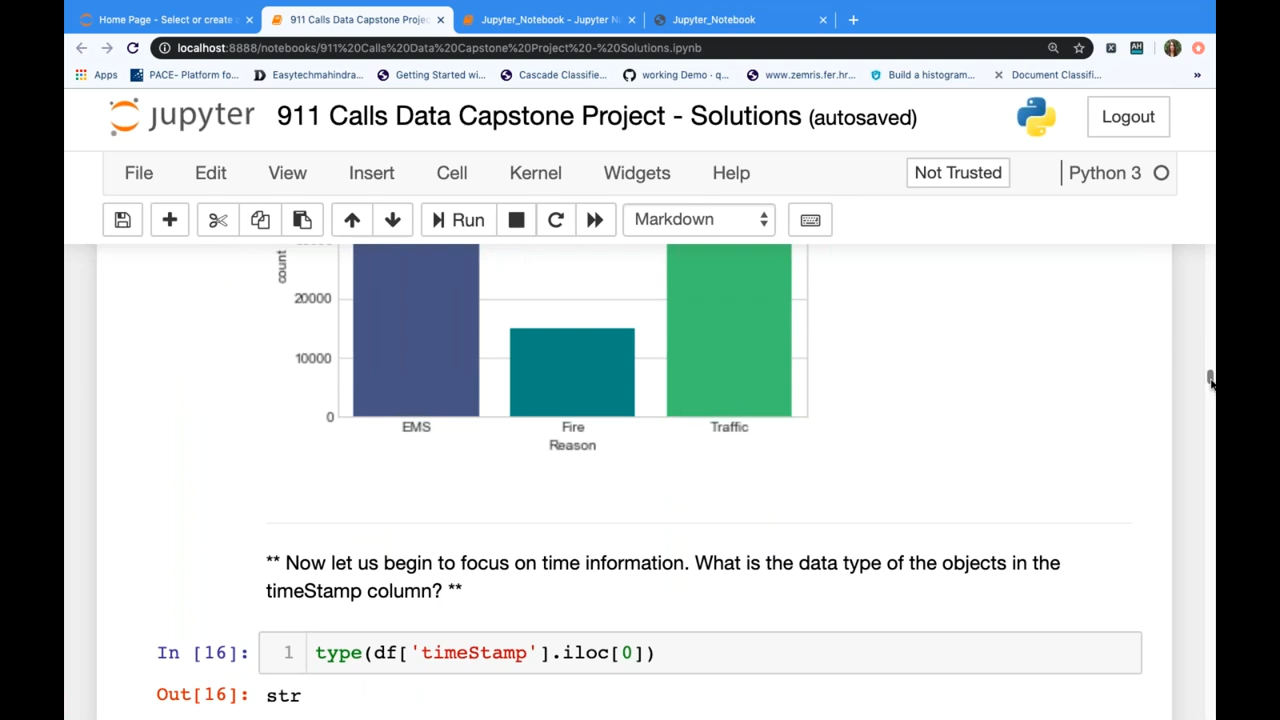 Home Page - Select or create
911 Calls Data Capstone Projec
Jupyter_Notebook - Jupyter N
Jupyter_Notebook
localhost:8888/notebooks/911%20Calls%20Data%20Capstone%20Project%20-%20Solutions.ipynb
Apps
PACE- Platform fo...
Easytechmahindra...
Getting Started wi...
Cascade Classifie...
working Demo · q...
www.zemris.fer.hr...
Build a histogram...
Document Classifi...
»
jupyter 911 Calls Data Capstone Project - Solutions (autosaved)
Logout
File Edit View Insert Cell Kernel Widgets Help
Not Trusted
Python 3
Run
Markdown
count
20000
10000
0
EMS Fire Traffic
Reason
** Now let us begin to focus on time information. What is the data type of the objects in the
timeStamp column? **
In [16]: 1 type(df['timeStamp'].iloc[0])
Out[16]: str